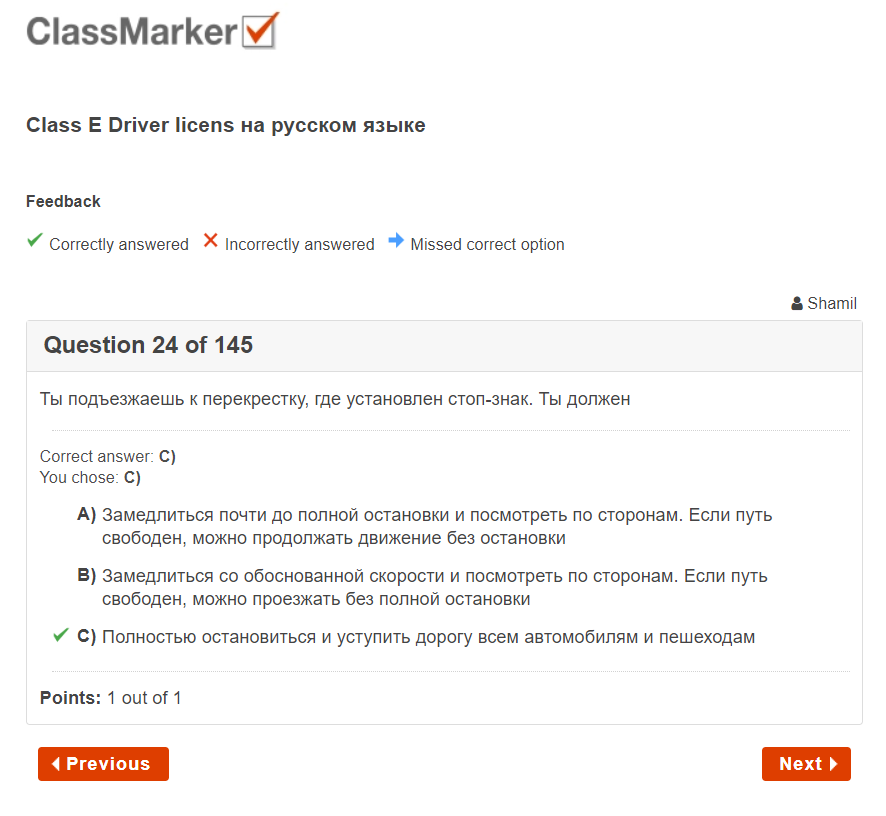 ClassMarker
Class E Driver licens на русском языке
Feedback
Correctly answered Incorrectly answered Missed correct option
Shamil
Question 24 of 145
Ты подъезжаешь к перекрестку, где установлен стоп-знак. Ты должен
Correct answer: C)
You chose: C)
A) Замедлиться почти до полной остановки и посмотреть по сторонам. Если путь
свободен, можно продолжать движение без остановки
B) Замедлиться со обоснованной скорости и посмотреть по сторонам. Если путь
свободен, можно проезжать без полной остановки
C) Полностью остановиться и уступить дорогу всем автомобилям и пешеходам
Points: 1 out of 1
Previous Next